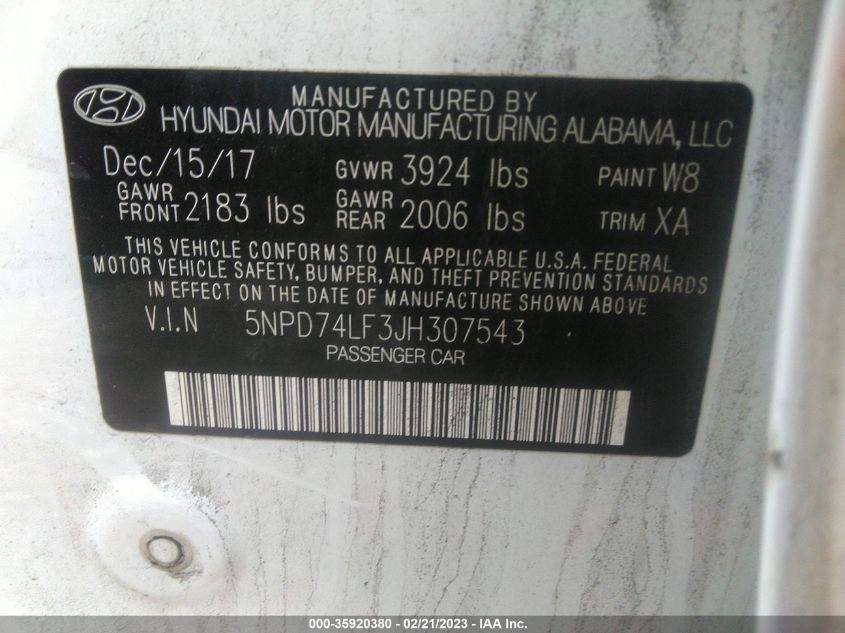 MANUFACTURED BY
HYUNDAI MOTOR MANUFACTURING ALABAMA, LLC
Dec/15/17 GVWR 3924 lbs PAINT W8
GAWR FRONT 2183 lbs GAWR REAR 2006 lbs TRIM XA
THIS VEHICLE CONFORMS TO ALL APPLICABLE U.S.A. FEDERAL
MOTOR VEHICLE SAFETY, BUMPER, AND THEFT PREVENTION STANDARDS
IN EFFECT ON THE DATE OF MANUFACTURE SHOWN ABOVE
V.I.N 5NPD74LF3JH307543
PASSENGER CAR
000-35920380 - 02/21/2023 - IAA Inc.